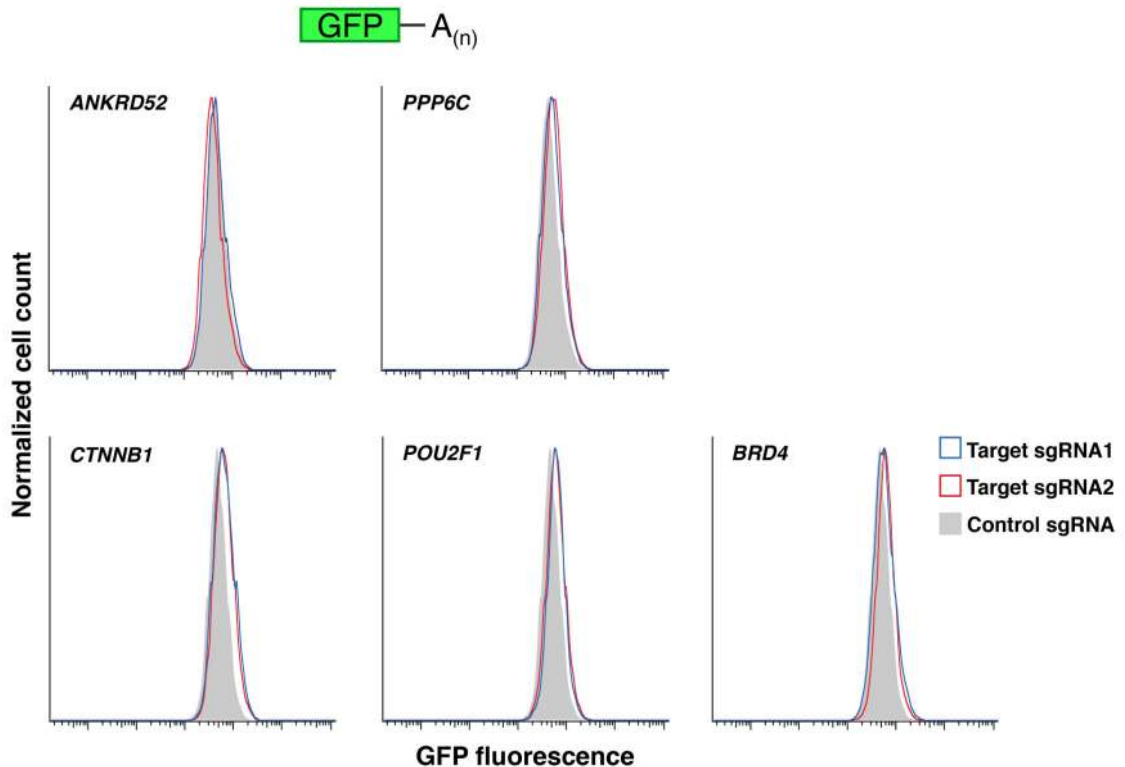 GFP A(n)
ANKRD52
PPP6C
Normalized cell count
CTNNB1
POU2F1
BRD4
Target sgRNA1
Target sgRNA2
Control sgRNA
GFP fluorescence